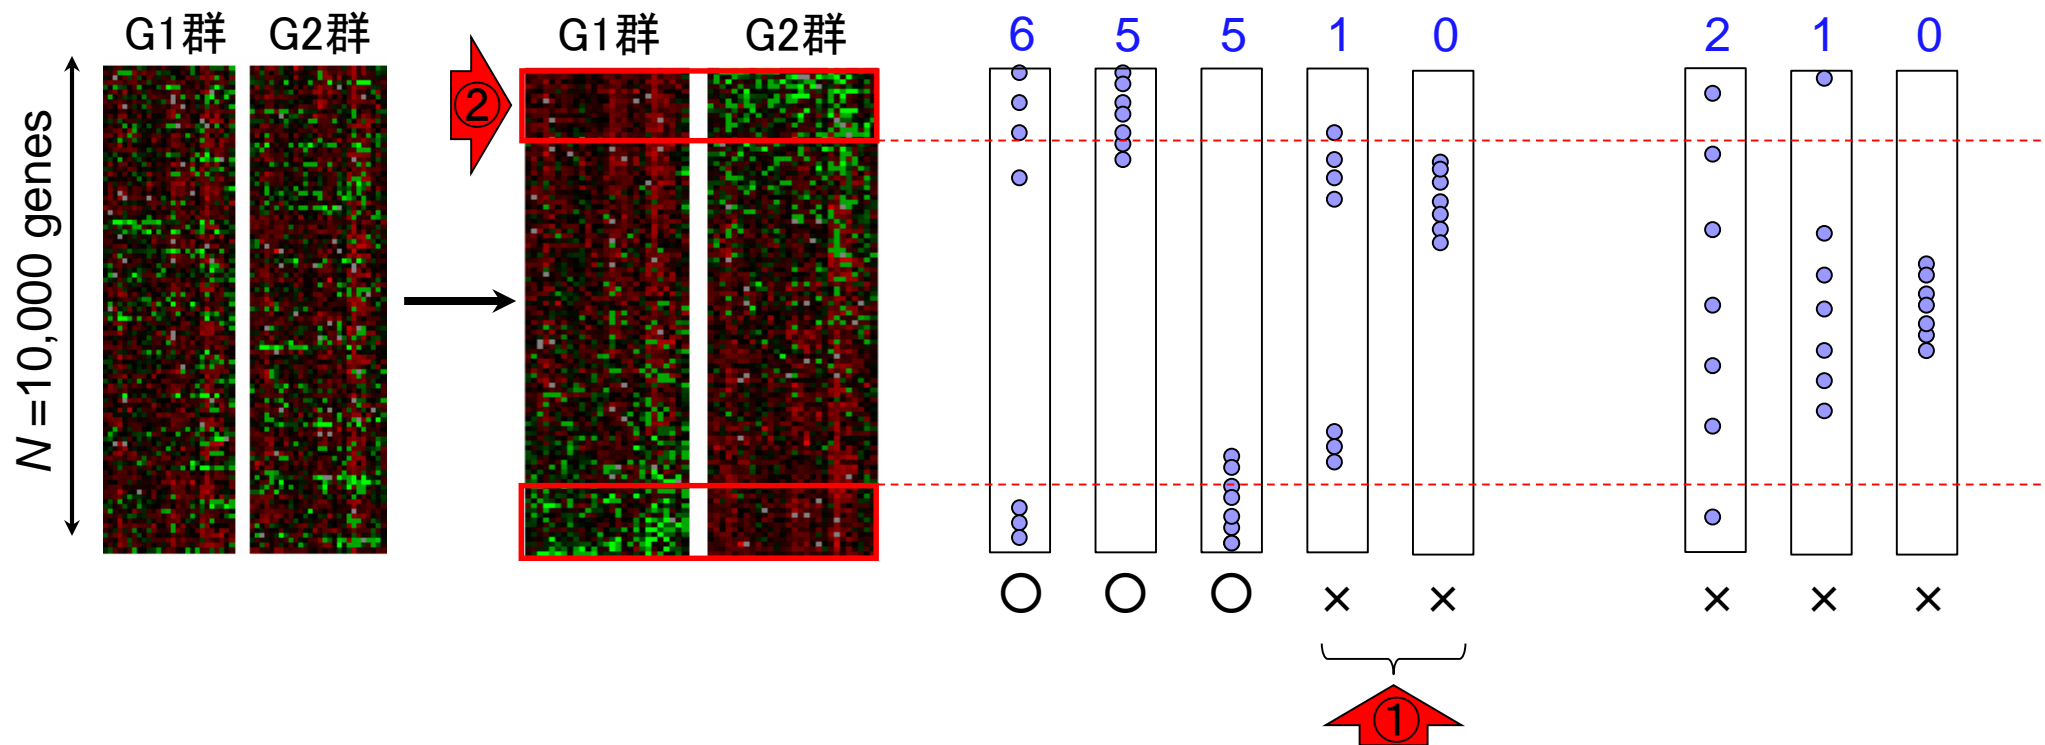 G1群 G2群
G1群 G2群
6 5 5 1 0
2 1 0
②
N=10,000 genes
○ ○ ○ × ×
× × ×
①